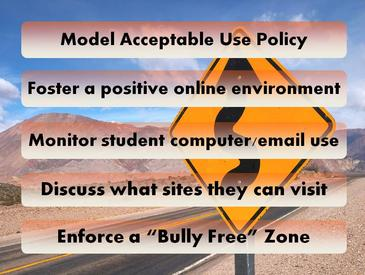 Model Acceptable Use Policy
Foster a positive online environment
Monitor student computer/email use
Discuss what sites they can visit
Enforce a “Bully Free” Zone